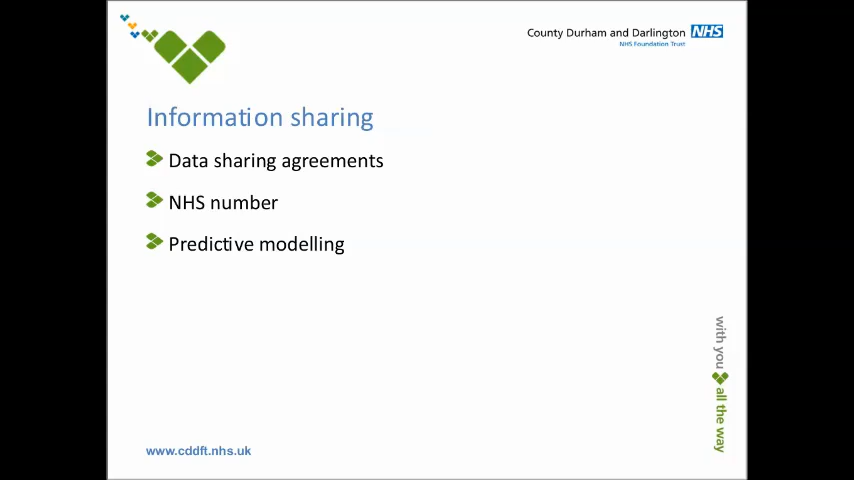 County Durham and Darlington NHS
NHS Foundation Trust
Information sharing
Data sharing agreements
NHS number
Predictive modelling
with you all the way
www.cddft.nhs.uk